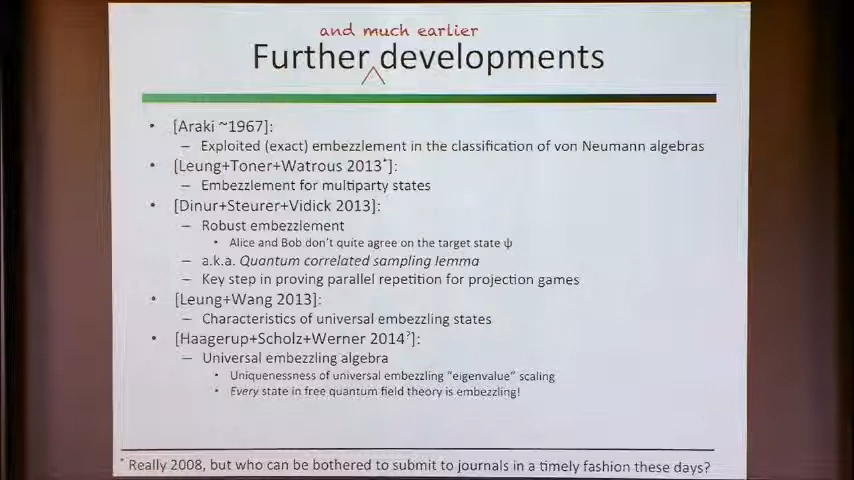 and much earlier
Further developments
• [Araki ~1967]:
– Exploited (exact) embezzlement in the classification of von Neumann algebras
• [Leung+Toner+Watrous 2013*]:
– Embezzlement for multiparty states
• [Dinur+Steurer+Vidick 2013]:
– Robust embezzlement
• Alice and Bob don't quite agree on the target state ψ
– a.k.a. Quantum correlated sampling lemma
– Key step in proving parallel repetition for projection games
• [Leung+Wang 2013]:
– Characteristics of universal embezzling states
• [Haagerup+Scholz+Werner 2014?]:
– Universal embezzling algebra
• Uniquenessness of universal embezzling "eigenvalue" scaling
• Every state in free quantum field theory is embezzling!
* Really 2008, but who can be bothered to submit to journals in a timely fashion these days?